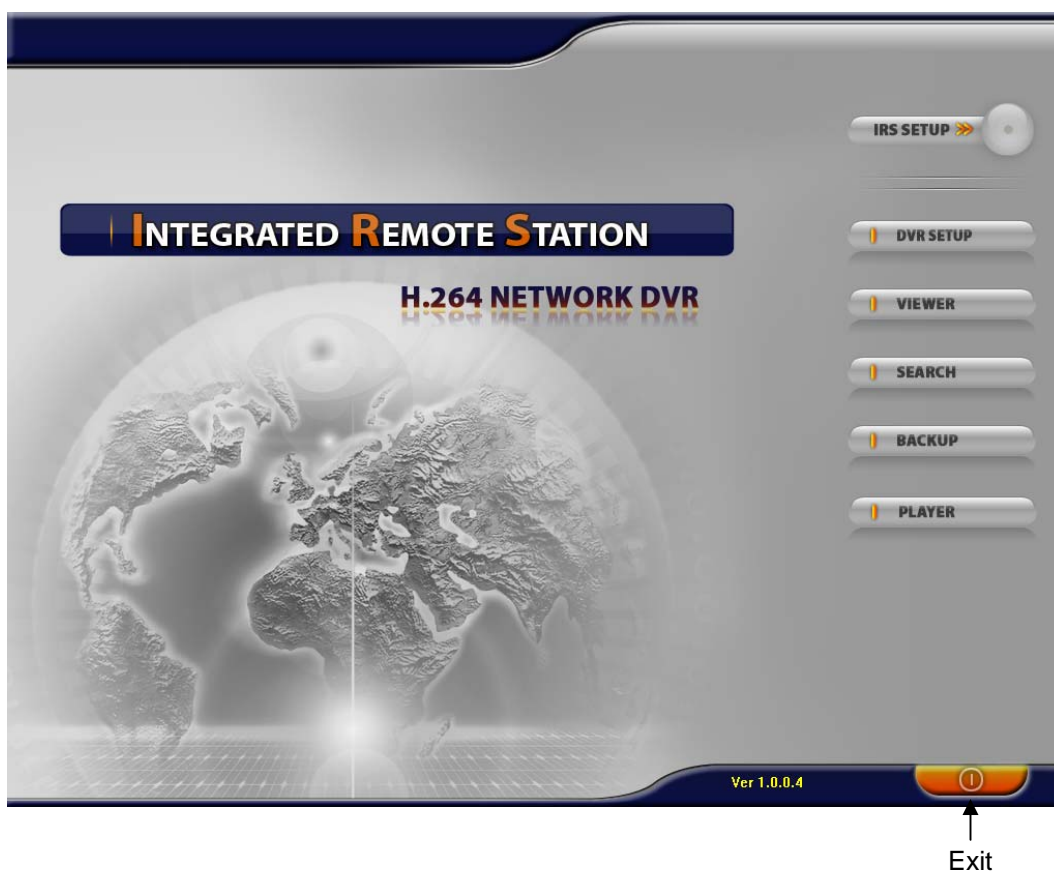 IRS SETUP
INTEGRATED REMOTE STATION
DVR SETUP
H.264 NETWORK DVR
VIEWER
SEARCH
BACKUP
PLAYER
Ver 1.0.0.4
Exit